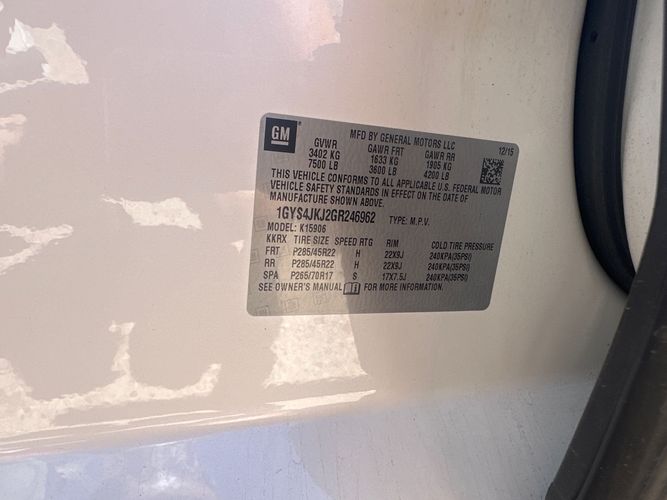 GM
MFD BY GENERAL MOTORS LLC
12/15
GVWR GAWR FRT GAWR RR
3402 KG 1633 KG 1905 KG
7500 LB 3600 LB 4200 LB
THIS VEHICLE CONFORMS TO ALL APPLICABLE U.S. FEDERAL MOTOR
VEHICLE SAFETY STANDARDS IN EFFECT ON THE DATE OF
MANUFACTURE SHOWN ABOVE.
1GYS4JKJ2GR246962 TYPE: M.P.V.
MODEL: K15906
KKRX TIRE SIZE SPEED RTG RIM COLD TIRE PRESSURE
FRT P285/45R22 H 22X9J 240KPA(35PSI)
RR P285/45R22 H 22X9J 240KPA(35PSI)
SPA P265/70R17 S 17X7.5J 240KPA(35PSI)
SEE OWNER'S MANUAL FOR MORE INFORMATION.